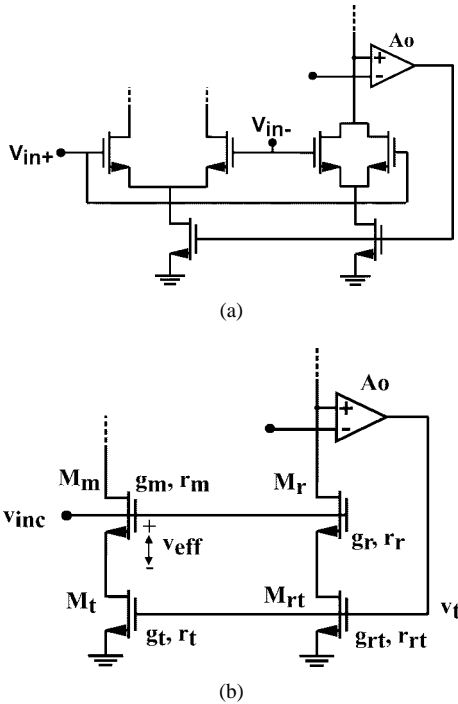 Ao
+
-
Vin-
Vin+
(a)
Ao
+
-
Mm
gm, rm
Mr
vinc
+
veff
-
gr, rr
Mt
Mrt
vt
gt, rt
grt, rrt
(b)